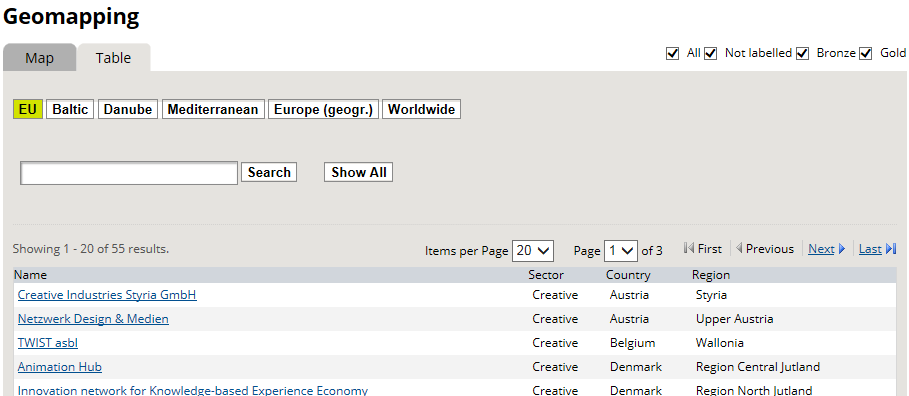 Geomapping
Map Table All Not labelled Bronze Gold
EU Baltic Danube Mediterranean Europe (geogr.) Worldwide
Search Show All
Showing 1 - 20 of 55 results. Items per Page 20 Page 1 of 3 First Previous Next Last
Name Sector Country Region
Creative Industries Styria GmbH Creative Austria Styria
Netzwerk Design & Medien Creative Austria Upper Austria
TWIST asbl Creative Belgium Wallonia
Animation Hub Creative Denmark Region Central Jutland
Innovation network for Knowledge-based Experience Economy Creative Denmark Region North Jutland